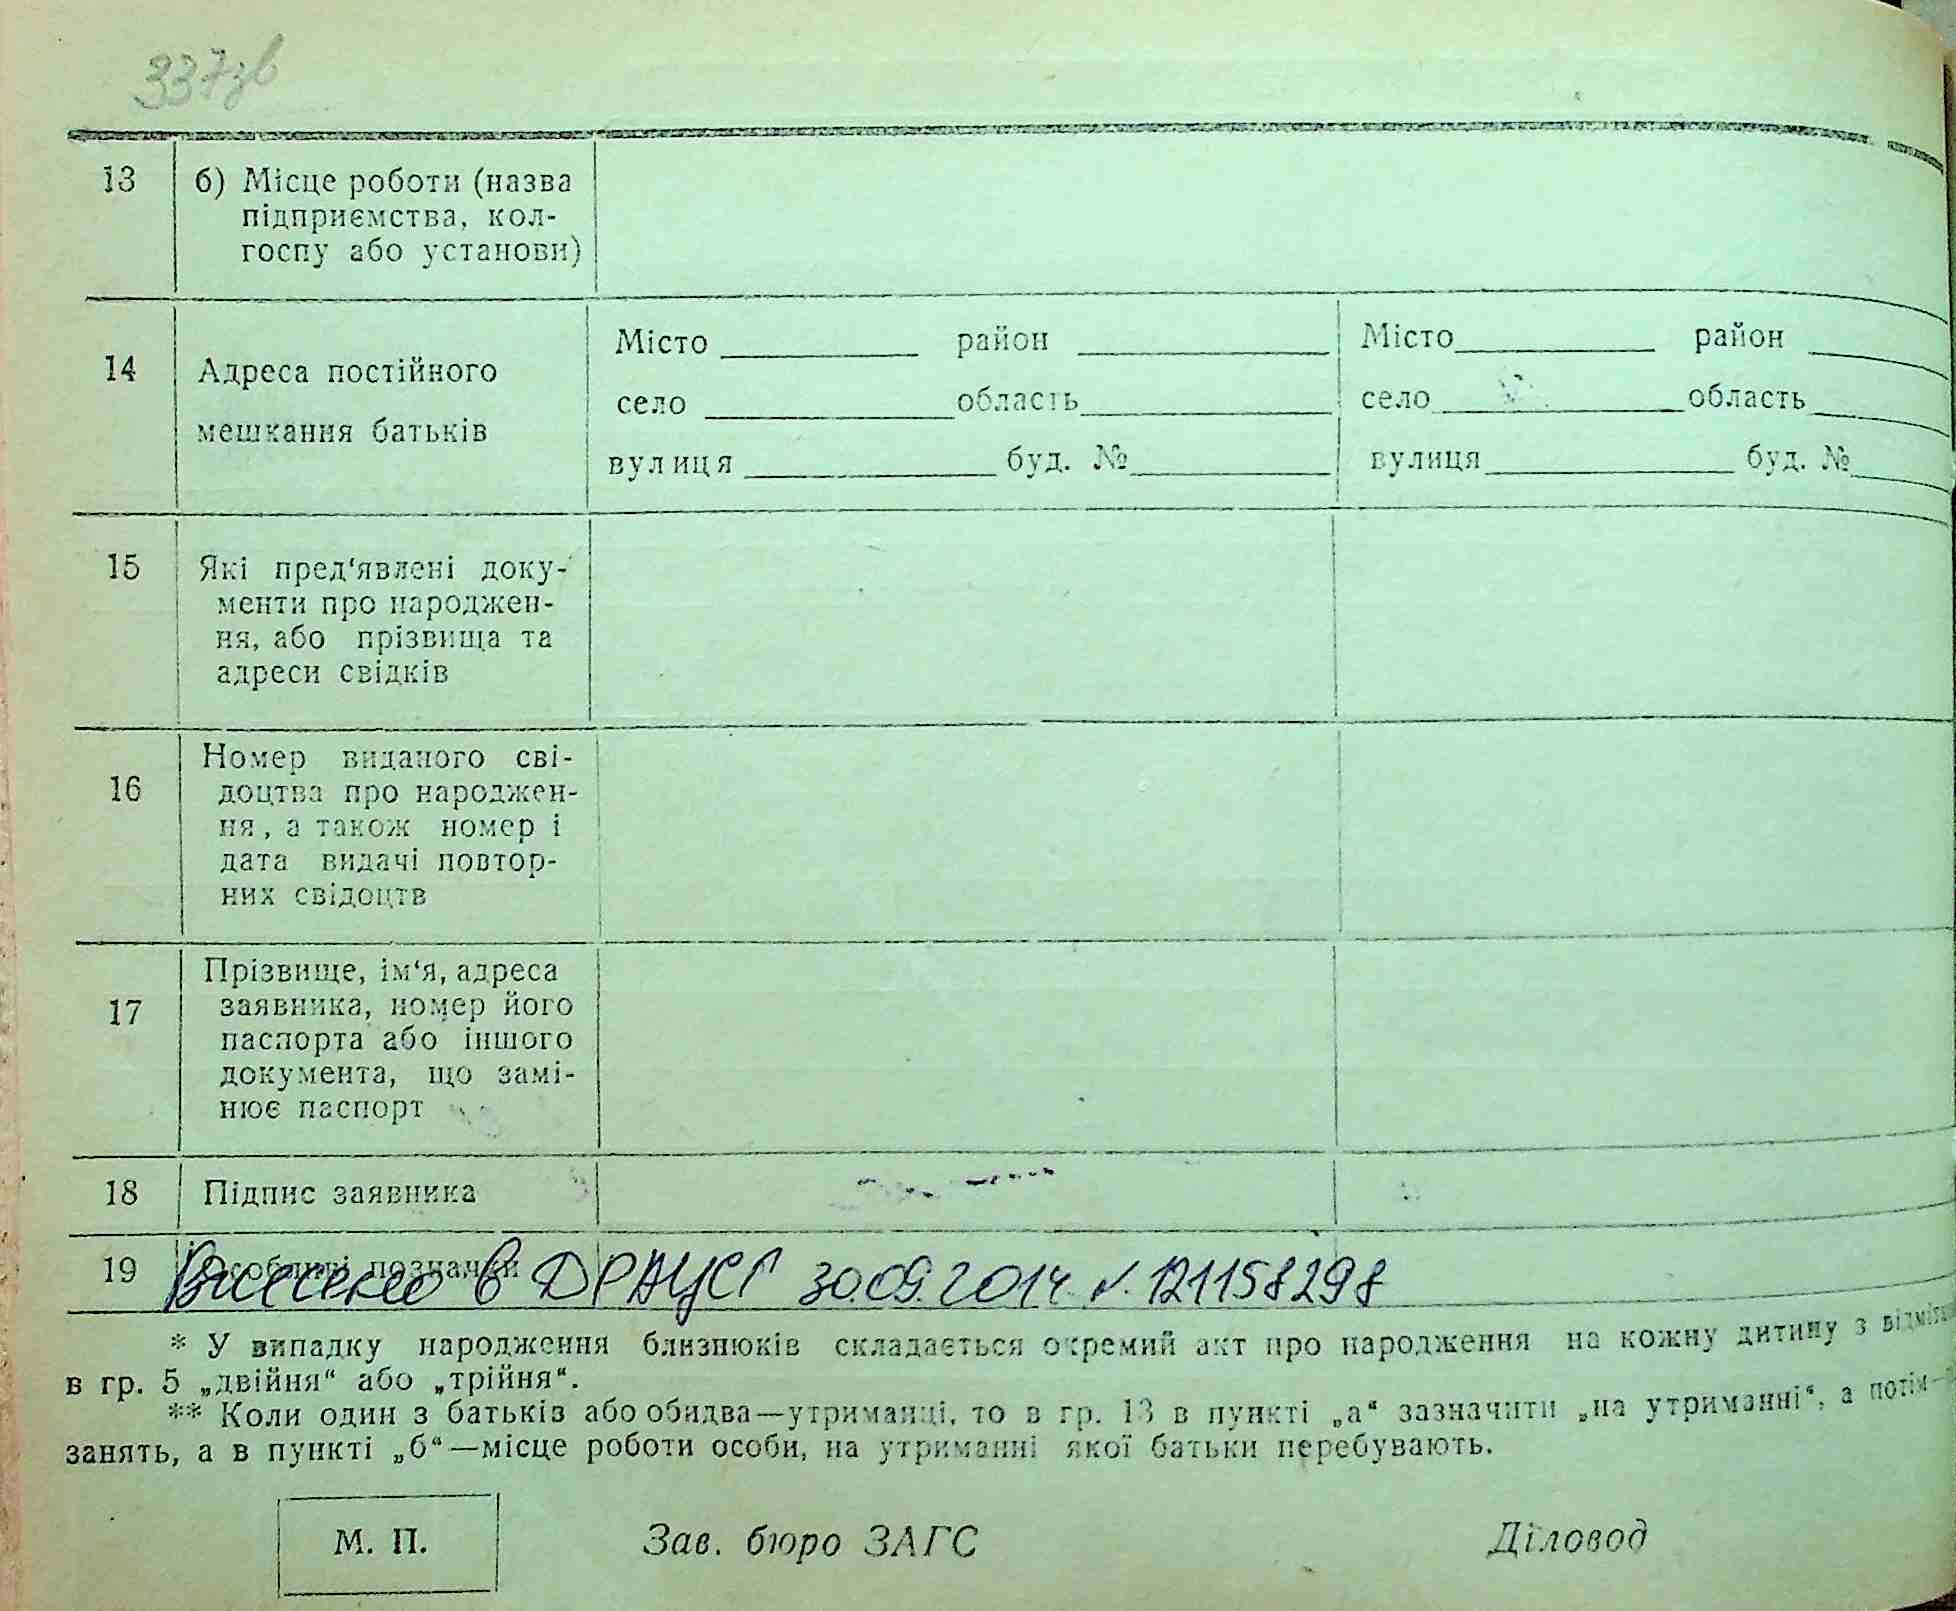 337зв
13 б) Місце роботи (назва
підприємства, кол-
госпу або установи)
14 Адреса постійного
мешкання батьків
Місто район
село область
вулиця буд. №
Місто район
село область
вулиця буд. №
15 Які пред‘явлені доку-
менти про народжен-
ня, або прізвища та
адреси свідків
16 Номер виданого сві-
доцтва про народжен-
ня, а також номер і
дата видачі повтор-
них свідоцтв
17 Прізвище, ім‘я, адреса
заявника, номер його
паспорта або іншого
документа, що замі-
нює паспорт
18 Підпис заявника
19 Особливі позначки
Внесено в ДРАЦСГ 30.09.2014 №. 121158298
* У випадку народження близнюків складається окремий акт про народження на кожну дитину з
в гр. 5 „двійня“ або „трійня“.
** Коли один з батьків або обидва—утриманці, то в гр. 13 в пункті „а“ зазначити „на утриманні“, а потім—
занять, а в пункті „б“—місце роботи особи, на утриманні якої батьки перебувають.
М. П. Зав. бюро ЗАГС Діловод